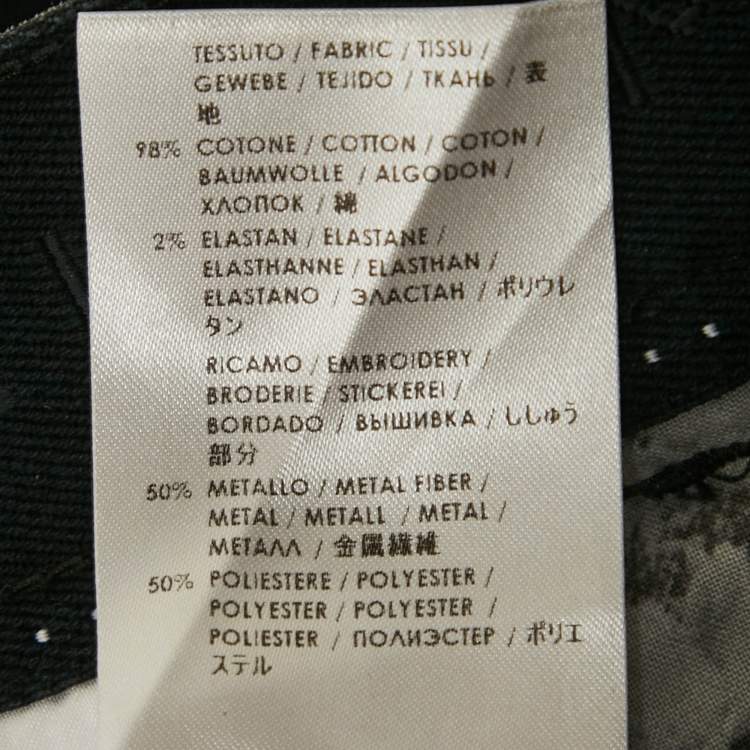 TESSUTO / FABRIC / TISSU /
GEWEBE / TEJIDO / ТКАНЬ / 表
地
98% COTONE / COTTON / COTON /
BAUMWOLLE / ALGODON /
ХЛОПОК / 綿
2% ELASTAN / ELASTANE /
ELASTHANNE / ELASTHAN /
ELASTANO / ЭЛАСТАН / ポリウレ
タン
RICAMO / EMBROIDERY /
BRODERIE / STICKEREI /
BORDADO / ВЫШИВКА / ししゅう
部分
50% METALLO / METAL FIBER /
METAL / METALL / METAL /
МЕТАЛЛ / 金属繊維
50% POLIESTERE / POLYESTER /
POLYESTER / POLYESTER /
POLIESTER / ПОЛИЭСТЕР / ポリエ
ステル